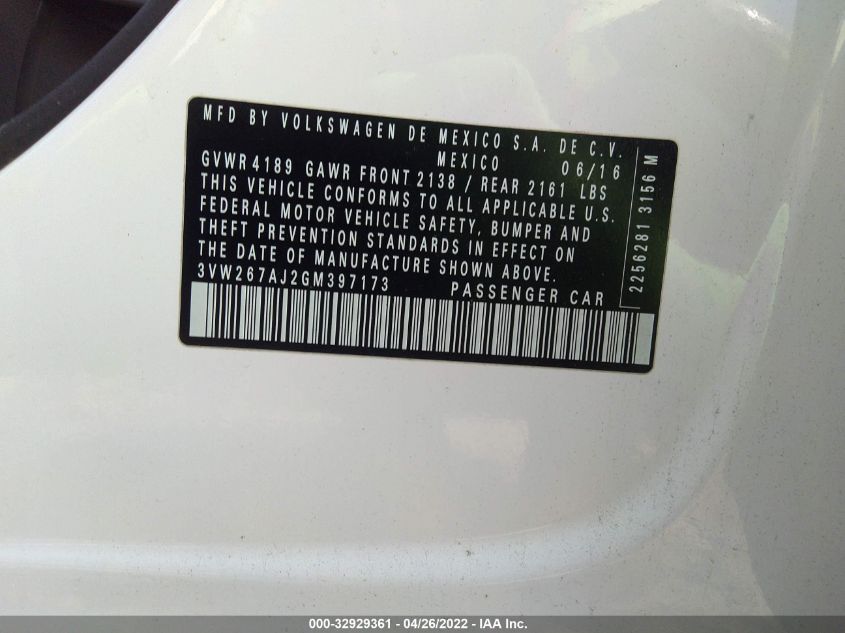 MFD BY VOLKSWAGEN DE MEXICO S.A. DE C.V.
MEXICO 06/16
GVWR 4189 GAWR FRONT 2138 / REAR 2161 LBS
THIS VEHICLE CONFORMS TO ALL APPLICABLE U.S.
FEDERAL MOTOR VEHICLE SAFETY, BUMPER AND
THEFT PREVENTION STANDARDS IN EFFECT ON
THE DATE OF MANUFACTURE SHOWN ABOVE.
3VW267AJ2GM397173 PASSENGER CAR
2256281 3156 M
000-32929361 - 04/26/2022 - IAA Inc.